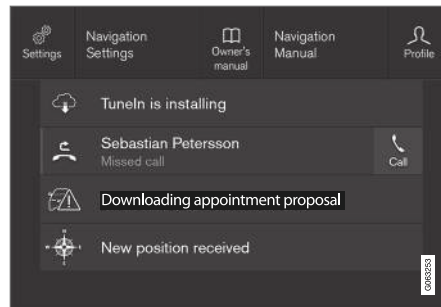 Settings
Navigation
Settings
Owner's
manual
Navigation
Manual
Profile
TuneIn is installing
Sebastian Petersson
Missed call
Call
Downloading appointment proposal
New position received
G063253